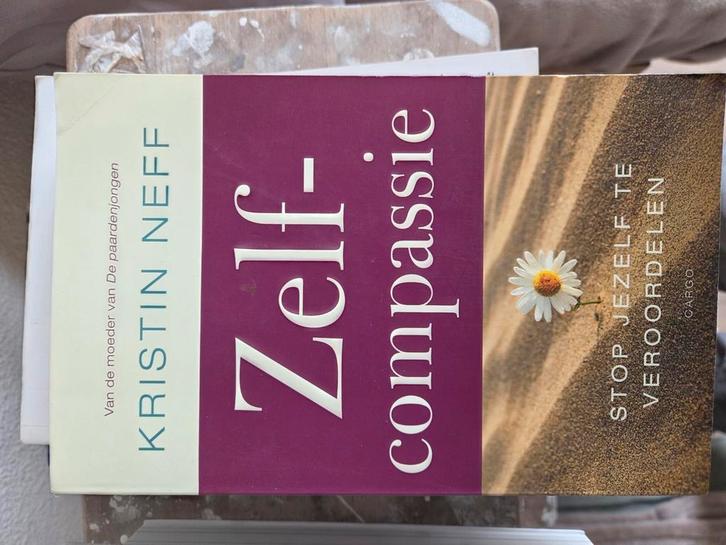 Van de moeder van De paardenjongen
KRISTIN NEFF
Zelf-
compassie
STOP JEZELF TE
VEROORDELEN
CARGO